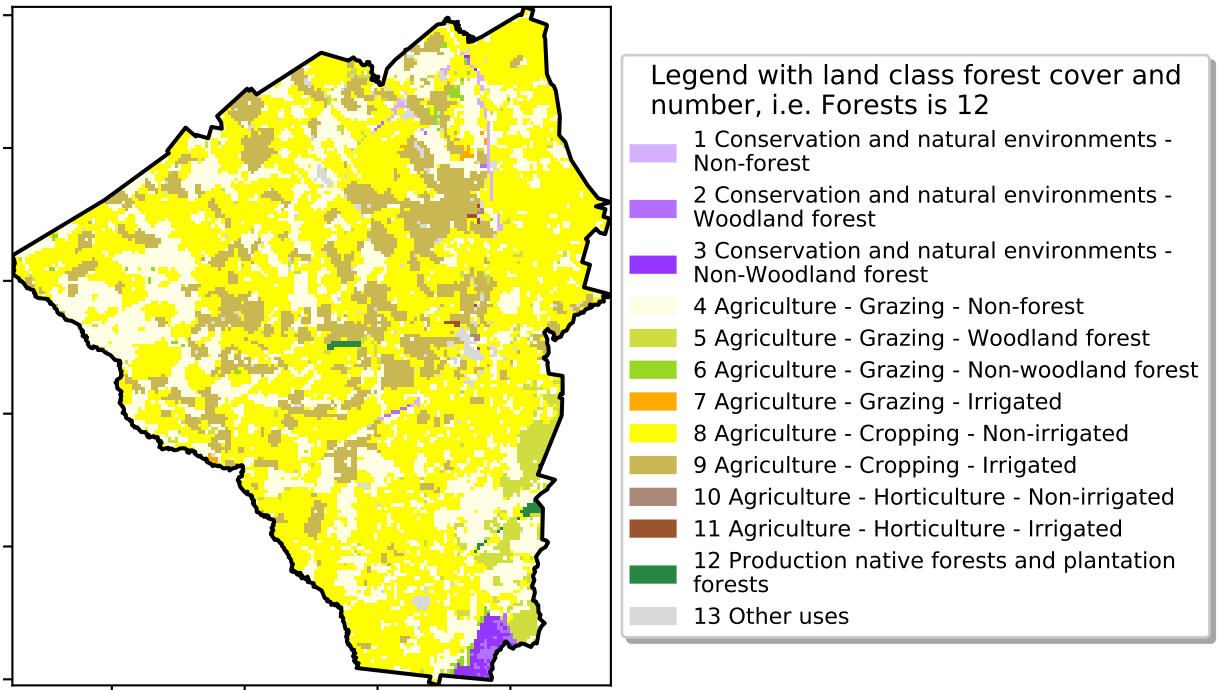 Legend with land class forest cover and
number, i.e. Forests is 12
1 Conservation and natural environments -
Non-forest
2 Conservation and natural environments -
Woodland forest
3 Conservation and natural environments -
Non-Woodland forest
4 Agriculture - Grazing - Non-forest
5 Agriculture - Grazing - Woodland forest
6 Agriculture - Grazing - Non-woodland forest
7 Agriculture - Grazing - Irrigated
8 Agriculture - Cropping - Non-irrigated
9 Agriculture - Cropping - Irrigated
10 Agriculture - Horticulture - Non-irrigated
11 Agriculture - Horticulture - Irrigated
12 Production native forests and plantation
forests
13 Other uses